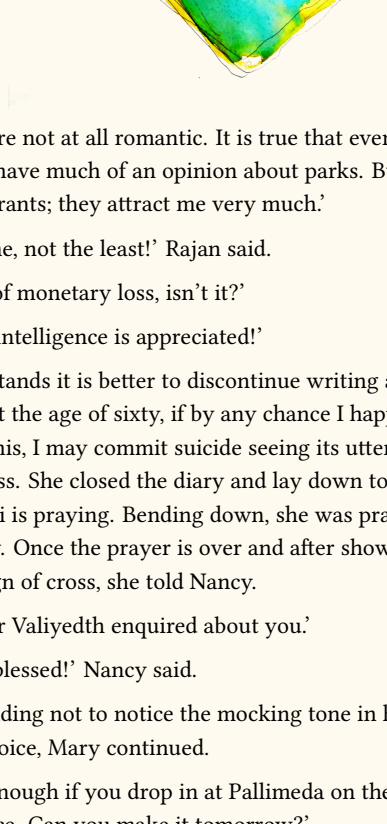 re not at all romantic. It is true that ever
have much of an opinion about parks. B
rants; they attract me very much.’
ne, not the least!’ Rajan said.
of monetary loss, isn’t it?’
intelligence is appreciated!’
tands it is better to discontinue writing a
t the age of sixty, if by any chance I hap
his, I may commit suicide seeing its utter
ss. She closed the diary and lay down to
i is praying. Bending down, she was pra
. Once the prayer is over and after show
gn of cross, she told Nancy.
r Valiyedth enquired about you.’
blessed!’ Nancy said.
ding not to notice the mocking tone in h
oice, Mary continued.
nough if you drop in at Pallimeda on the
Can you make it tomorrow?’